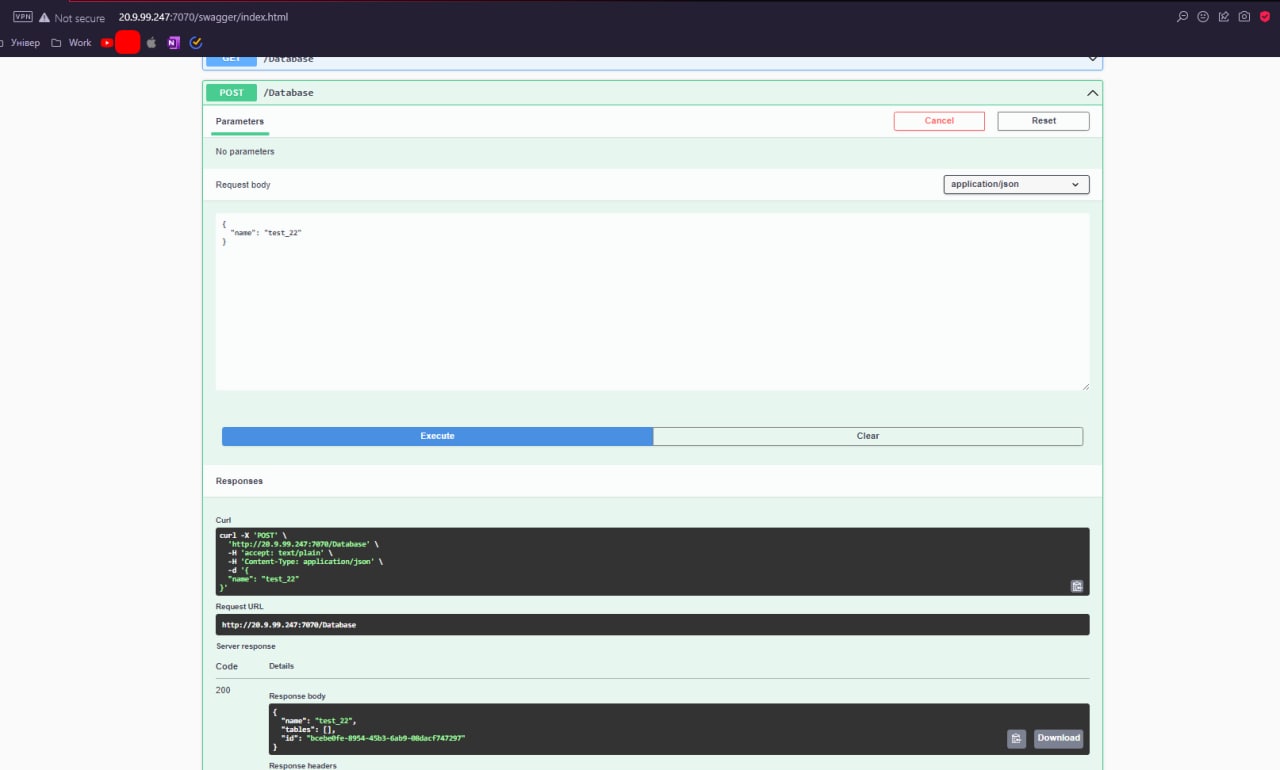 VPN Not secure 20.9.99.247:7070/swagger/index.html
Універ Work
GET /Database
POST /Database
Parameters
Cancel
Reset
No parameters
Request body
application/json
{
"name": "test_22"
}
Execute
Clear
Responses
Curl
curl -X 'POST' \
'http://20.9.99.247:7070/Database' \
-H 'accept: text/plain' \
-H 'Content-Type: application/json' \
-d '{
"name": "test_22"
}'
Request URL
http://20.9.99.247:7070/Database
Server response
Code Details
200
Response body
{
"name": "test_22",
"tables": [],
"id": "bcebe0fe-8954-45b3-6ab9-08dacf747297"
}
Download
Response headers